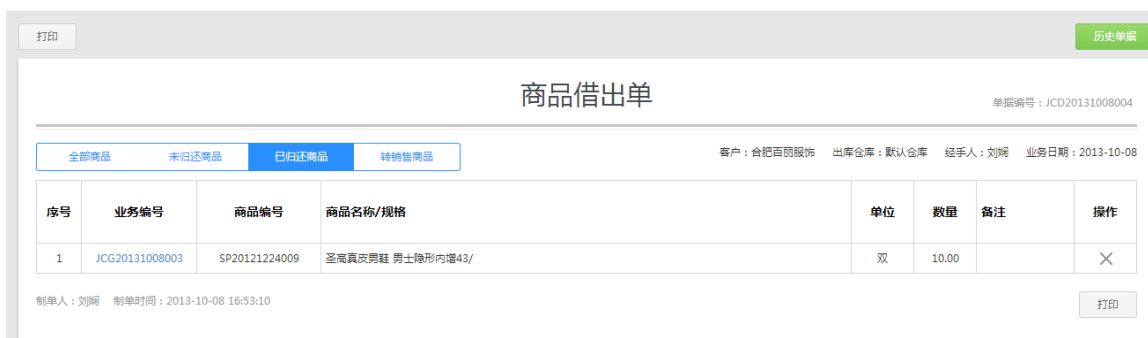 打印
历史单据
商品借出单
单据编号：JCD20131008004
全部商品 未归还商品 已归还商品 转销售商品
客户：合肥百丽服饰 出库仓库：默认仓库 经手人：刘娴 业务日期：2013-10-08
序号 业务编号 商品编号 商品名称/规格 单位 数量 备注 操作
1 JCG20131008003 SP20121224009 圣高真皮男鞋 男士隐形内增43/ 双 10.00
制单人：刘娴 制单时间：2013-10-08 16:53:10
打印